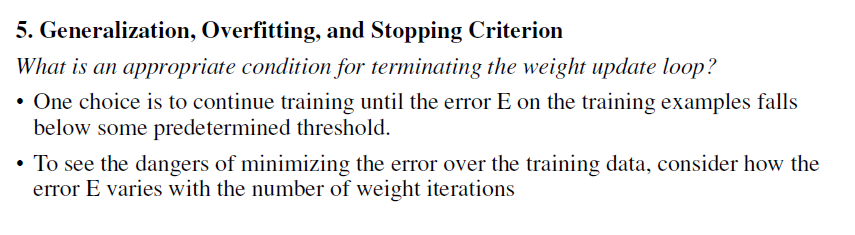 5. Generalization, Overfitting, and Stopping Criterion
What is an appropriate condition for terminating the weight update loop?
• One choice is to continue training until the error E on the training examples falls
below some predetermined threshold.
• To see the dangers of minimizing the error over the training data, consider how the
error E varies with the number of weight iterations